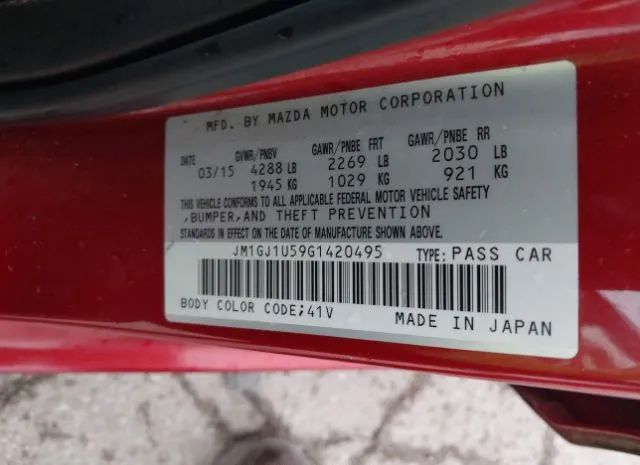 MFD. BY MAZDA MOTOR CORPORATION
DATE GVWR/PNBV GAWR/PNBE FRT GAWR/PNBE RR
03/15 4288 LB 2269 LB 2030 LB
1945 KG 1029 KG 921 KG
THIS VEHICLE CONFORMS TO ALL APPLICABLE FEDERAL MOTOR VEHICLE SAFETY
,BUMPER,AND THEFT PREVENTION
STANDARDS IN EFFECT ON THE DATE OF MANUFACTURE SHOWN ABOVE.
JM1GJ1U59G1420495 TYPE: PASS CAR
BODY COLOR CODE;41V
MADE IN JAPAN